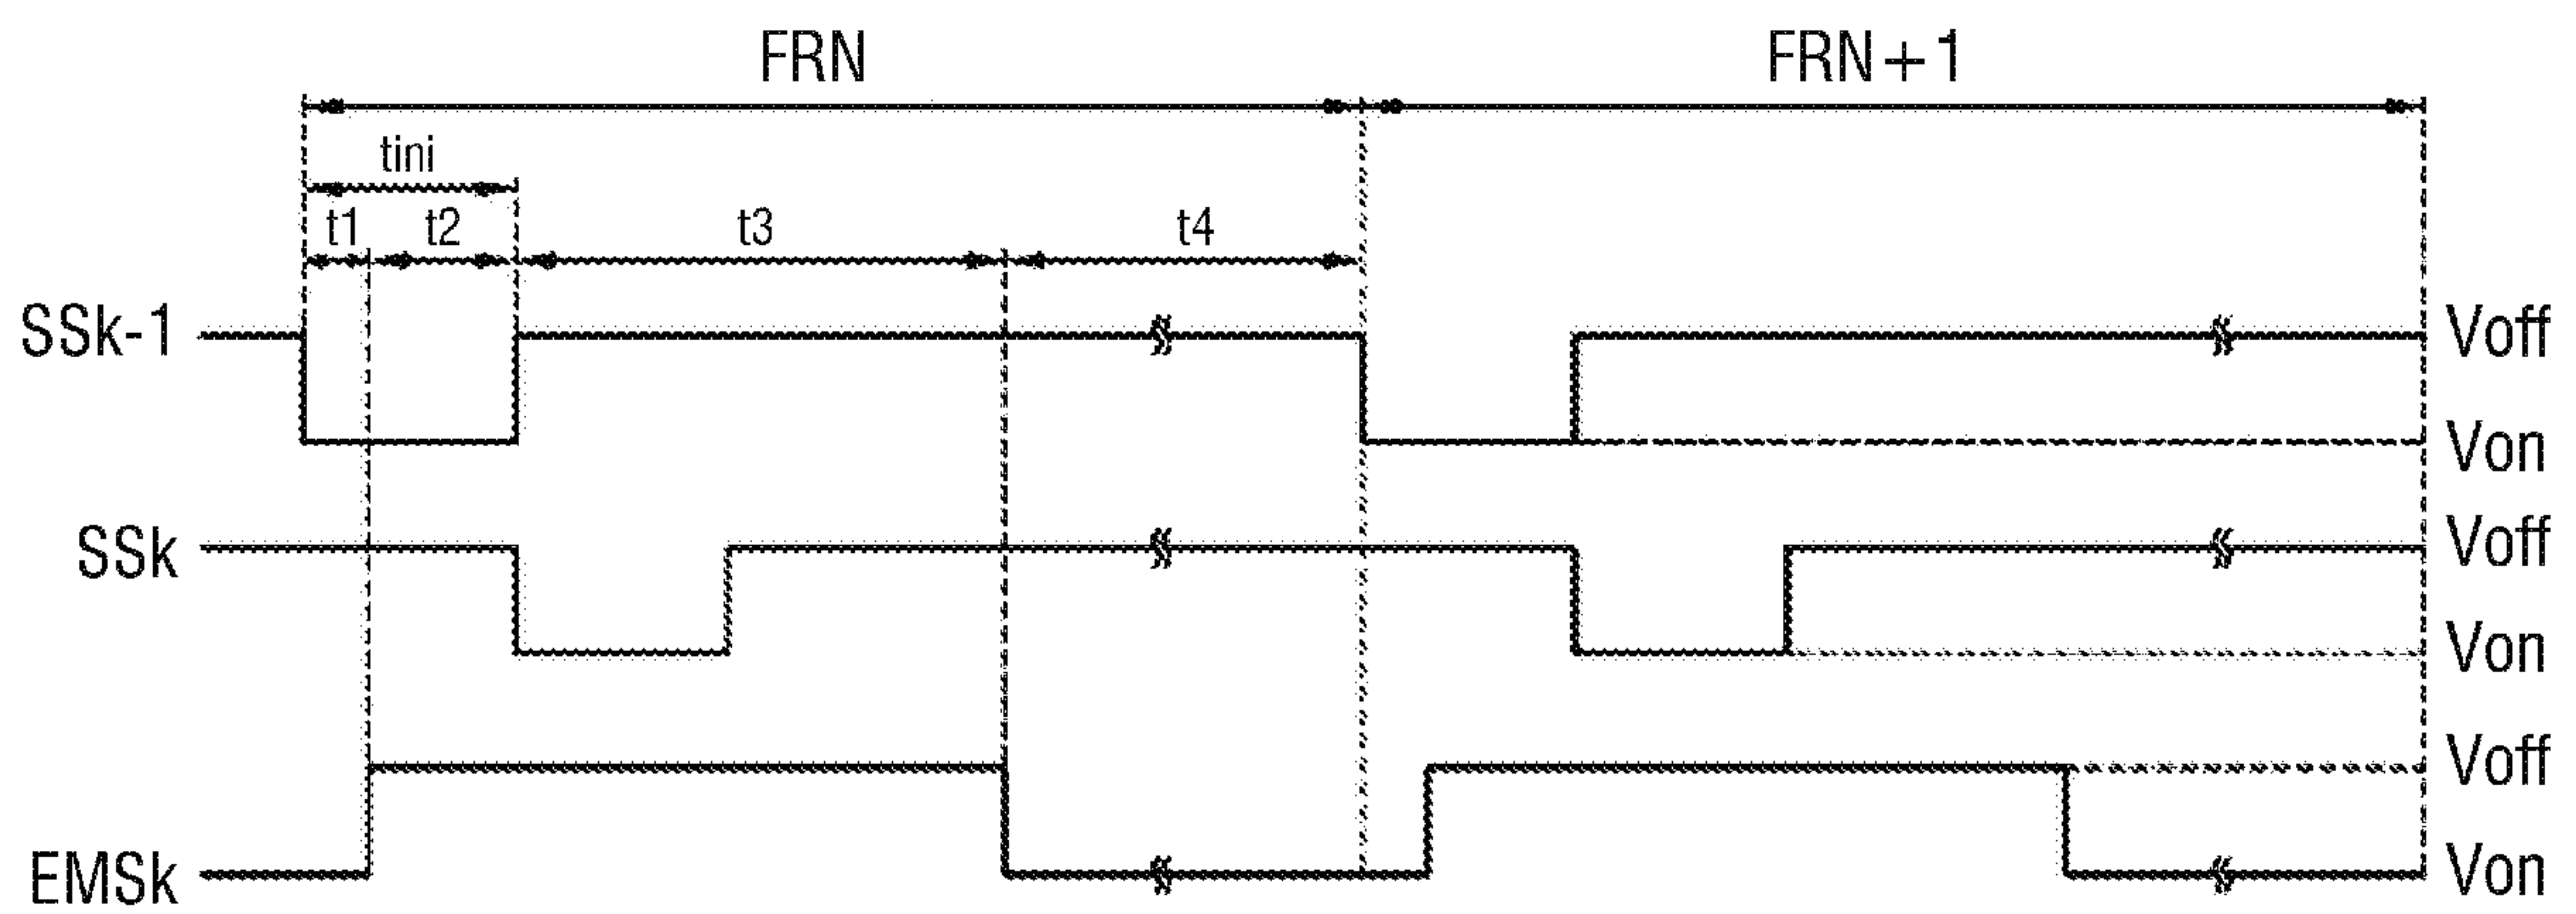 FRN FRN+1
tini
t1 t2 t3 t4
SSk-1 Voff
Von
SSk Voff
Von
Voff
EMSk Von